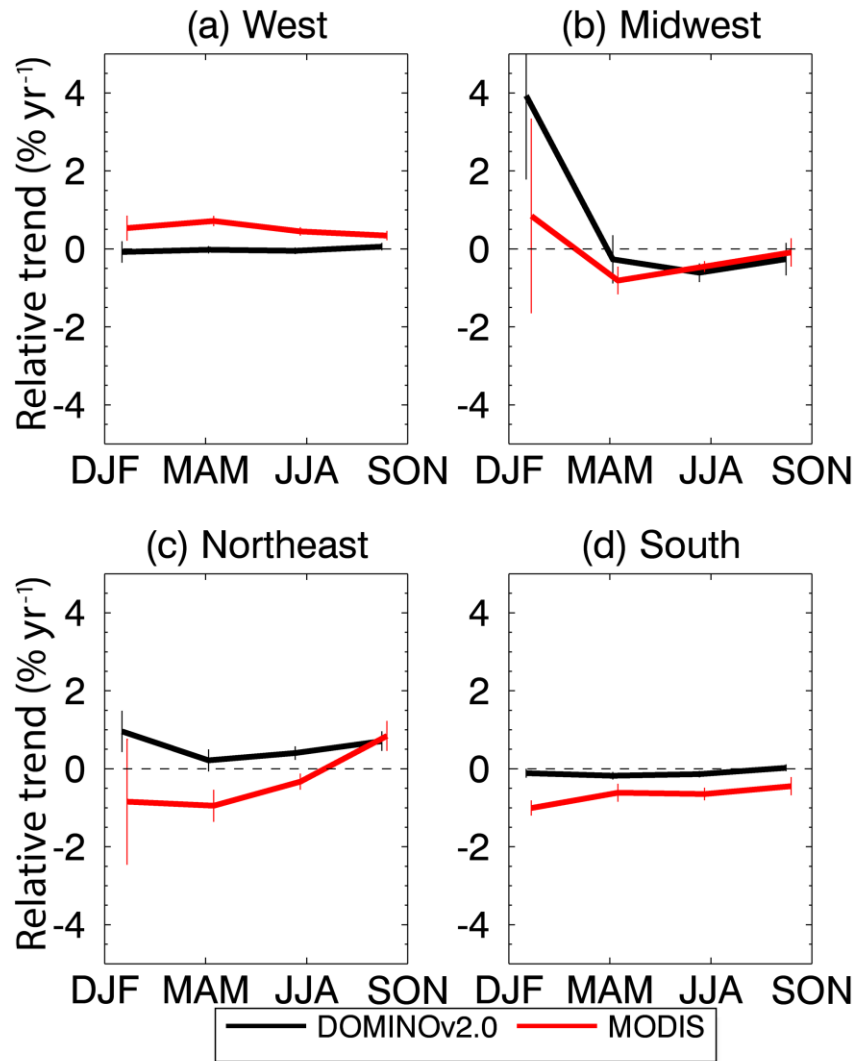 (a) West
(b) Midwest
Relative trend (% yr⁻¹)
4
2
0
-2
-4
DJF MAM JJA SON
4
2
0
-2
-4
DJF MAM JJA SON
(c) Northeast
(d) South
Relative trend (% yr⁻¹)
4
2
0
-2
-4
DJF MAM JJA SON
4
2
0
-2
-4
DJF MAM JJA SON
DOMINOv2.0 MODIS